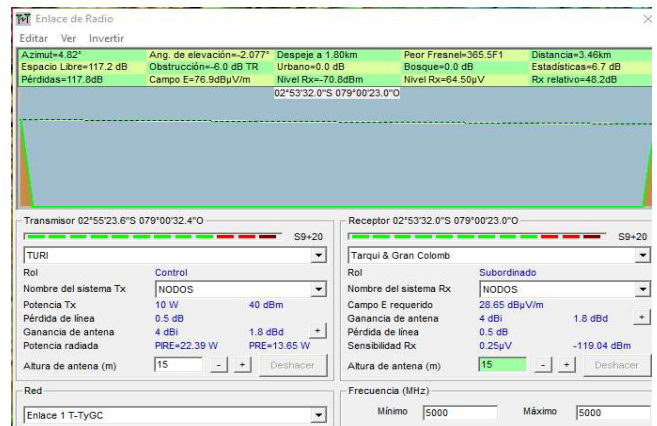 Enlace de Radio
Editar Ver Invertir
Azimut=4.82° Ang. de elevación=-2.077° Despeje a 1.80km Peor Fresnel=365.5F1 Distancia=3.46km
Espacio Libre=117.2 dB Obstrucción=-6.0 dB TR Urbano=0.0 dB Bosque=0.0 dB Estadísticas=6.7 dB
Pérdidas=117.8dB Campo E=76.9dBµV/m Nivel Rx=-70.8dBm Nivel Rx=64.50µV Rx relativo=48.2dB
02°53'32.0"S 079°00'23.0"O
Transmisor 02°55'23.6"S 079°00'32.4"O
S9+20
TURI
Rol Control
Nombre del sistema Tx NODOS
Potencia Tx 10 W 40 dBm
Pérdida de línea 0.5 dB
Ganancia de antena 4 dBi 1.8 dBd +
Potencia radiada PIRE=22.39 W PRE=13.65 W
Altura de antena (m) 15 - + Deshacer
Receptor 02°53'32.0"S 079°00'23.0"O
S9+20
Tarqui & Gran Colomb
Rol Subordinado
Nombre del sistema Rx NODOS
Campo E requerido 28.65 dBµV/m
Ganancia de antena 4 dBi 1.8 dBd +
Pérdida de línea 0.5 dB
Sensibilidad Rx 0.25µV -119.04 dBm
Altura de antena (m) 15 - + Deshacer
Red
Enlace 1 T-TyGC
Frecuencia (MHz)
Mínimo 5000 Máximo 5000